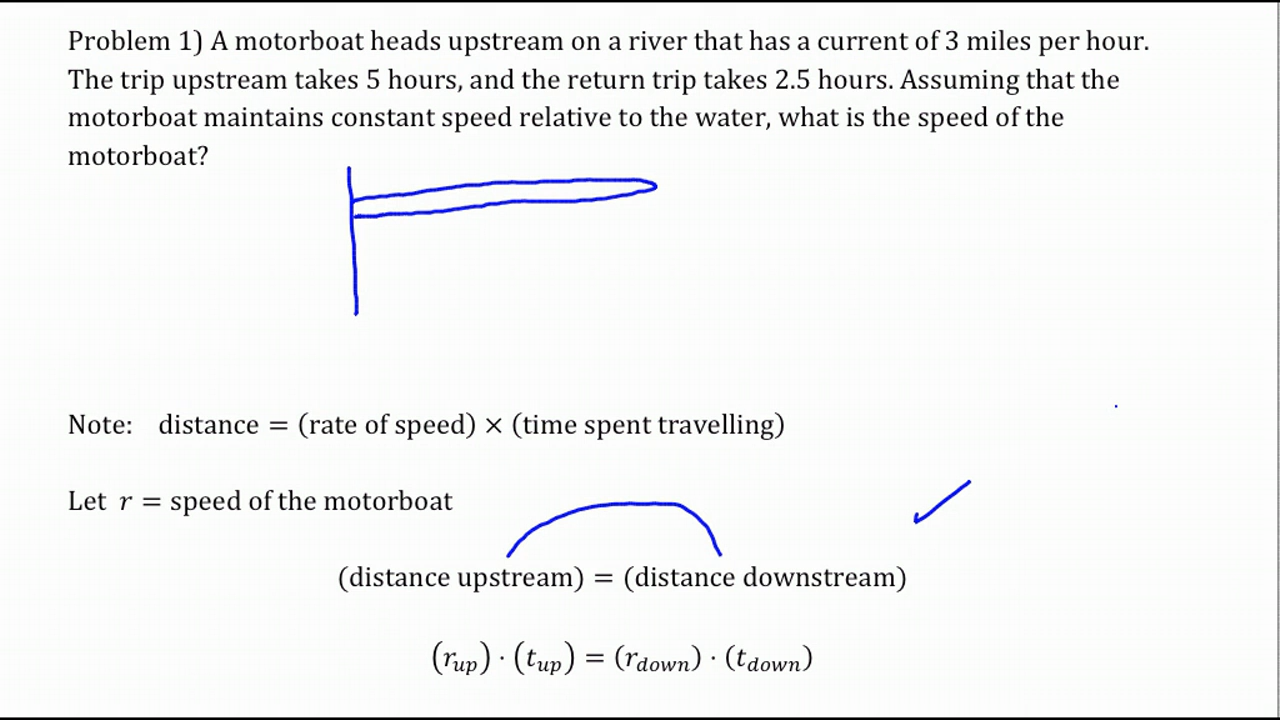 Problem 1) A motorboat heads upstream on a river that has a current of 3 miles per hour.
The trip upstream takes 5 hours, and the return trip takes 2.5 hours. Assuming that the
motorboat maintains constant speed relative to the water, what is the speed of the
motorboat?
Note: distance = (rate of speed) × (time spent travelling)
Let r = speed of the motorboat
(distance upstream) = (distance downstream)
(r_up) · (t_up) = (r_down) · (t_down)